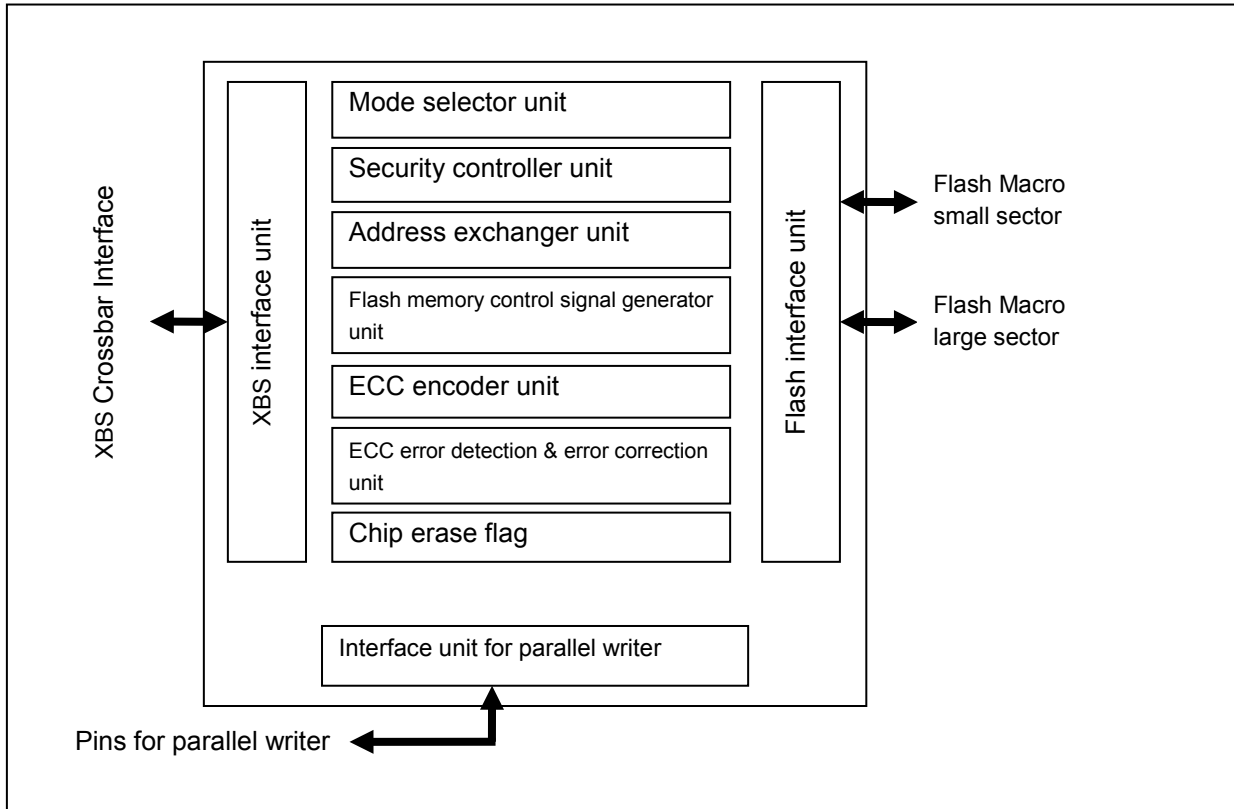 XBS Crossbar Interface
XBS interface unit
Mode selector unit
Security controller unit
Address exchanger unit
Flash memory control signal generator
unit
ECC encoder unit
ECC error detection & error correction
unit
Chip erase flag
Flash interface unit
Flash Macro
small sector
Flash Macro
large sector
Interface unit for parallel writer
Pins for parallel writer